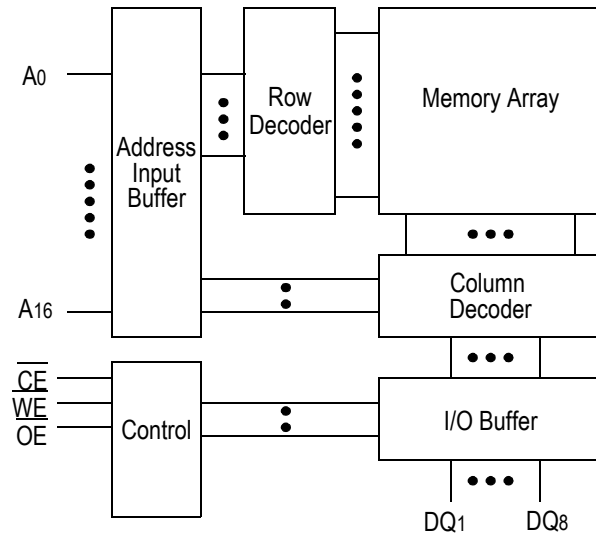 A0
Address
Input
Buffer
Row
Decoder
Memory Array
A16
Column
Decoder
CE
WE
OE
Control
I/O Buffer
DQ1
DQ8